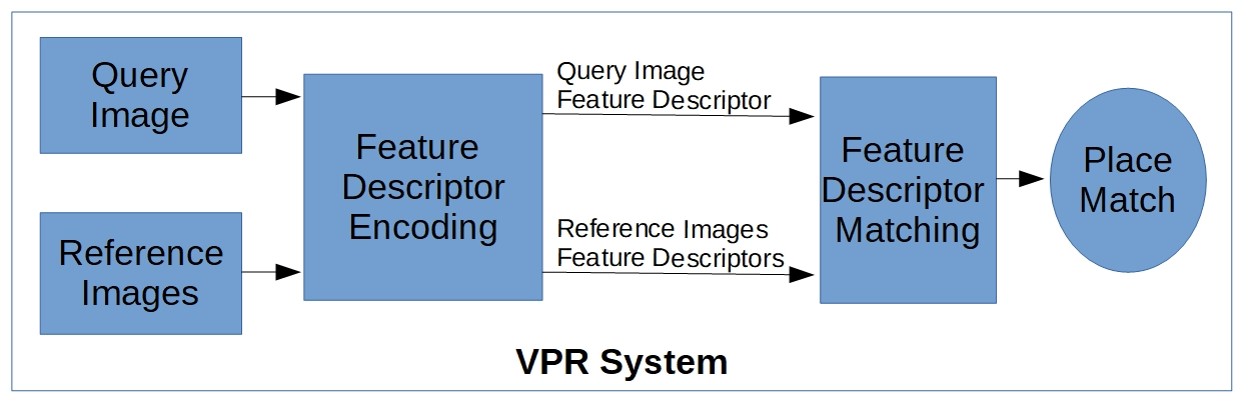 Query
Image
Reference
Images
Feature
Descriptor
Encoding
Query Image
Feature Descriptor
Reference Images
Feature Descriptors
Feature
Descriptor
Matching
Place
Match
VPR System